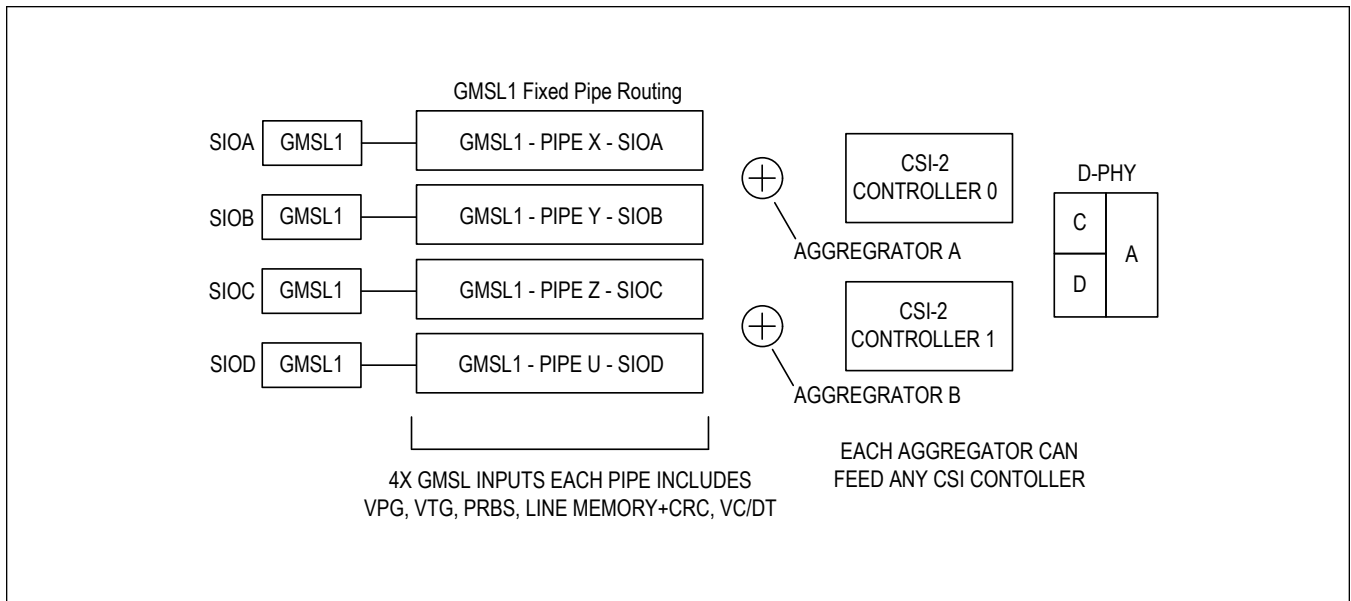 GMSL1 Fixed Pipe Routing
SIOA
GMSL1
GMSL1 - PIPE X - SIOA
SIOB
GMSL1
GMSL1 - PIPE Y - SIOB
SIOC
GMSL1
GMSL1 - PIPE Z - SIOC
SIOD
GMSL1
GMSL1 - PIPE U - SIOD
4X GMSL INPUTS EACH PIPE INCLUDES
VPG, VTG, PRBS, LINE MEMORY+CRC, VC/DT
AGGREGRATOR A
AGGREGRATOR B
CSI-2
CONTROLLER 0
CSI-2
CONTROLLER 1
EACH AGGREGATOR CAN
FEED ANY CSI CONTOLLER
D-PHY
C
D
A